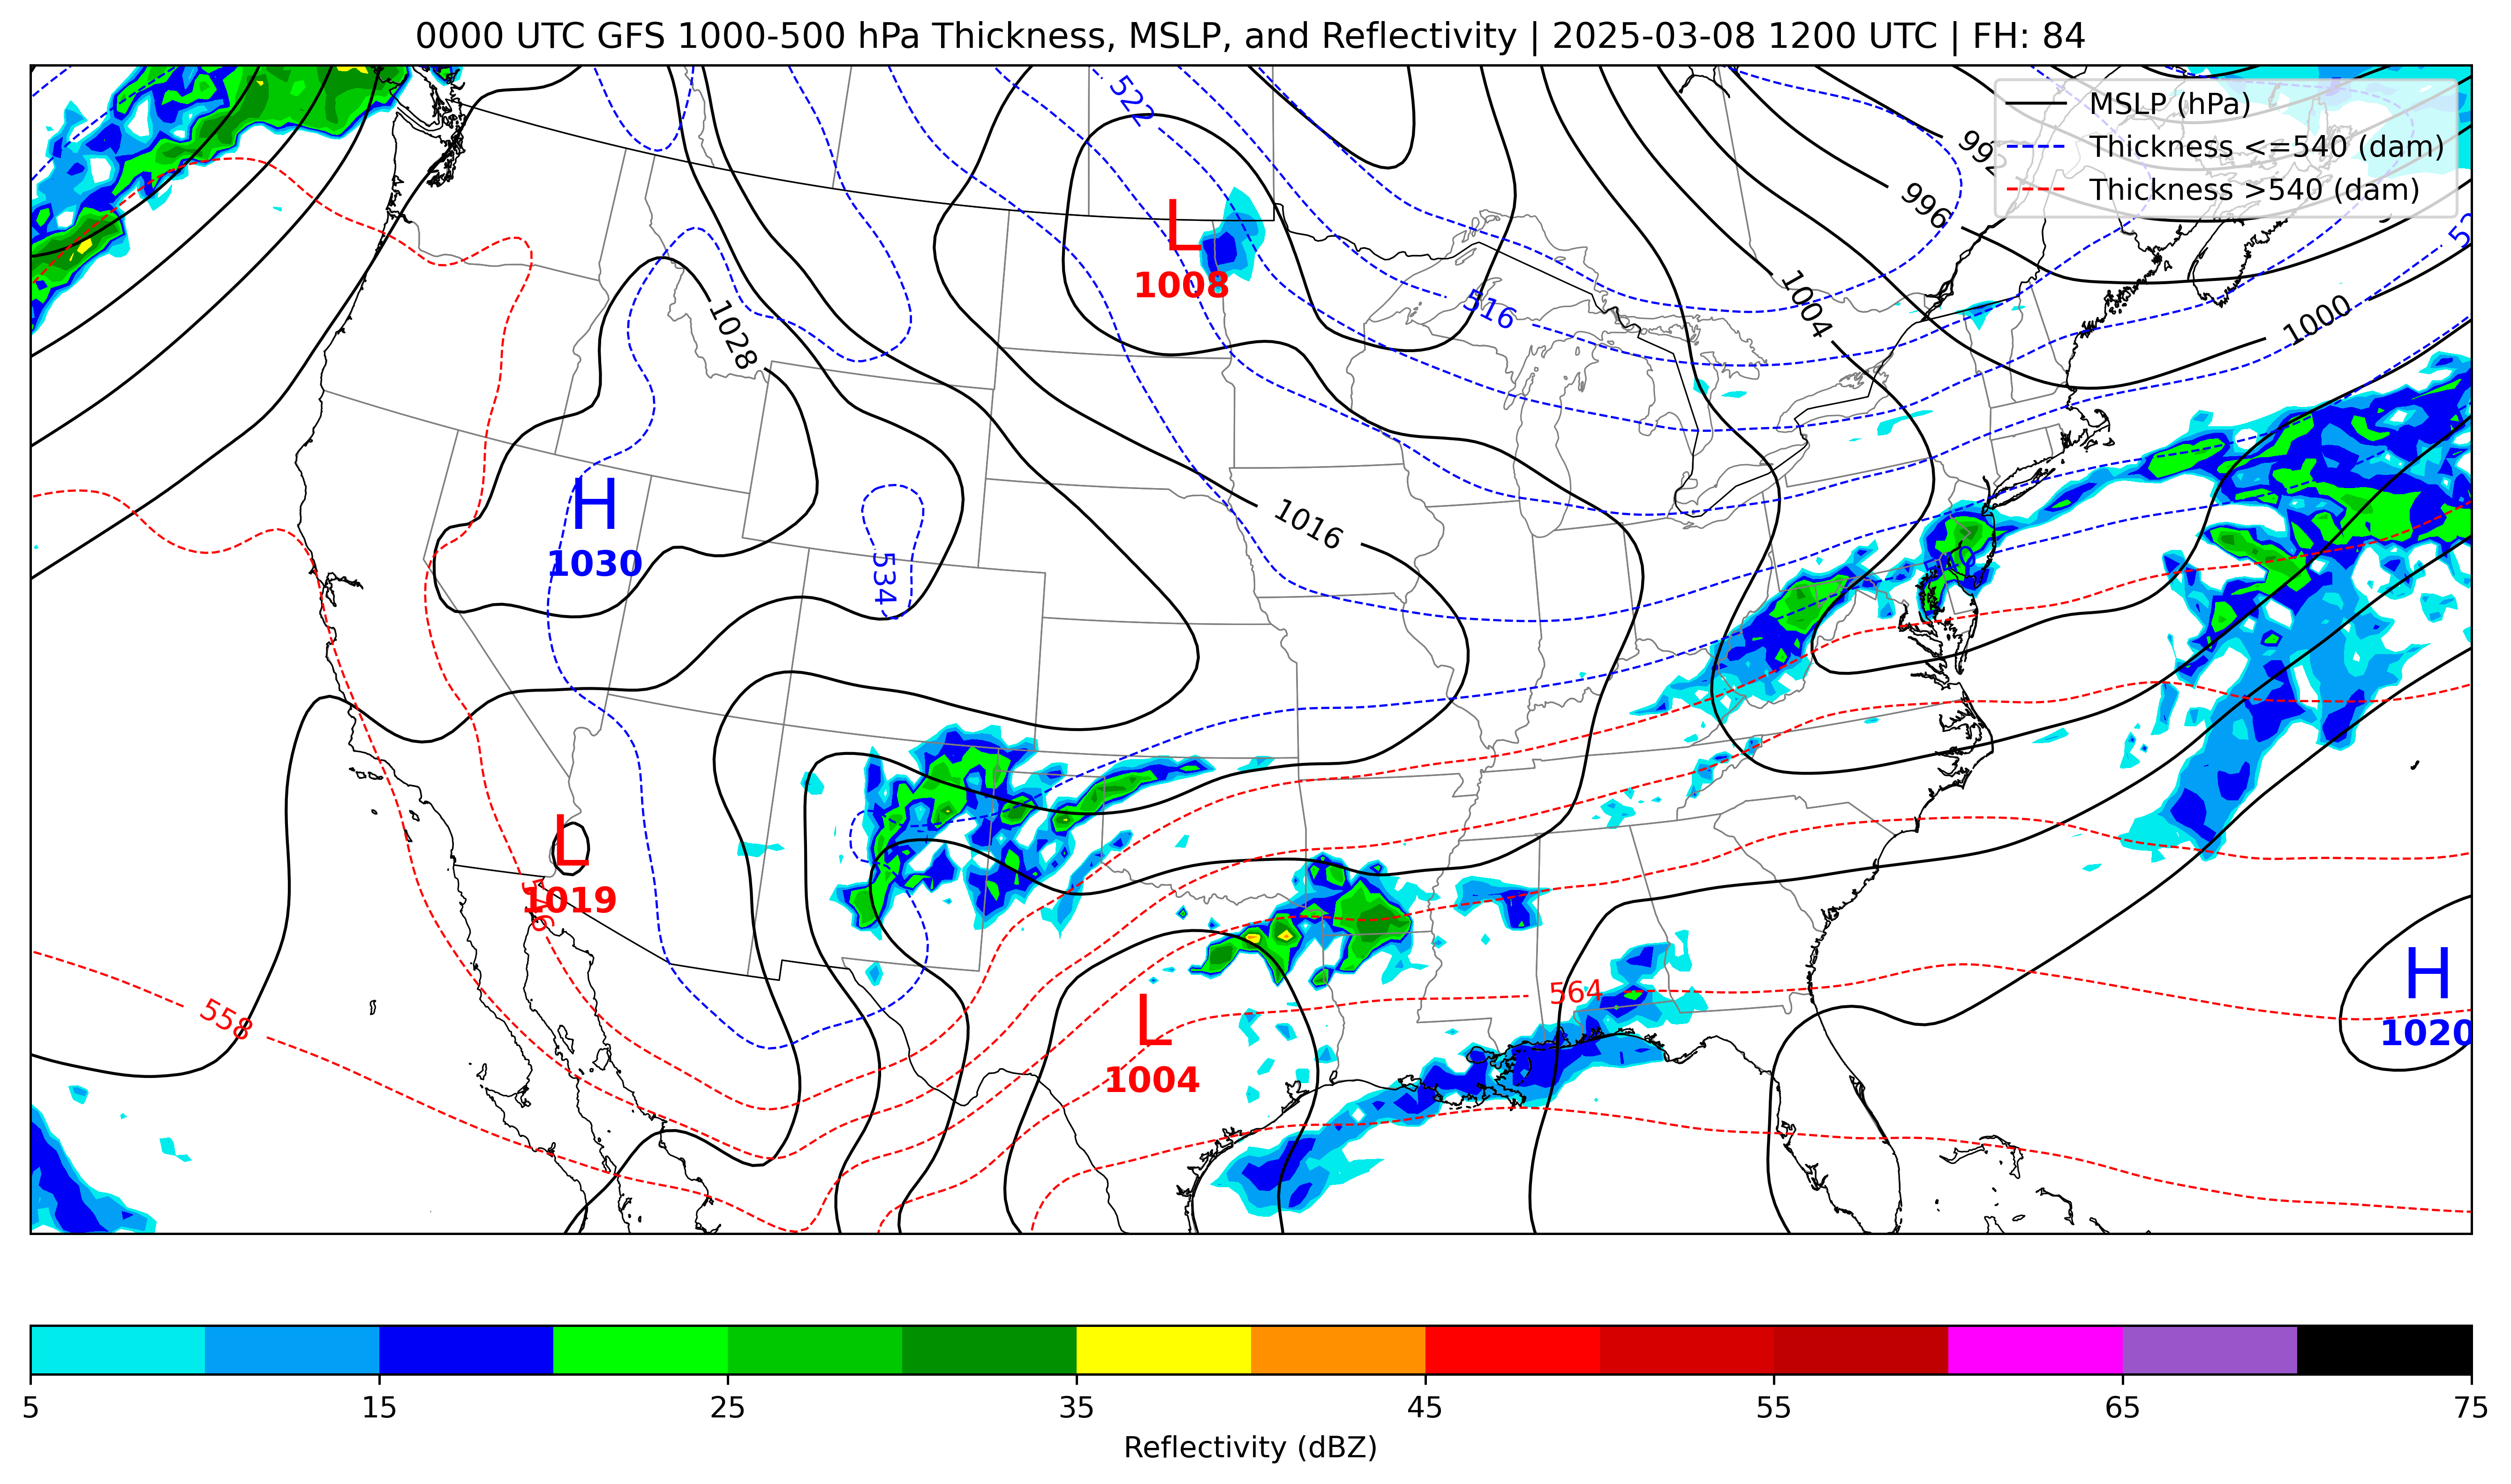 0000 UTC GFS 1000-500 hPa Thickness, MSLP, and Reflectivity | 2025-03-08 1200 UTC | FH: 84
MSLP (hPa)
Thickness <=540 (dam)
Thickness >540 (dam)
522
992
996
L
1008
516
1004
1000
1028
H
1030
534
1016
540
L
1019
546
558
L
1004
564
H
1020
5 15 25 35 45 55 65 75
Reflectivity (dBZ)